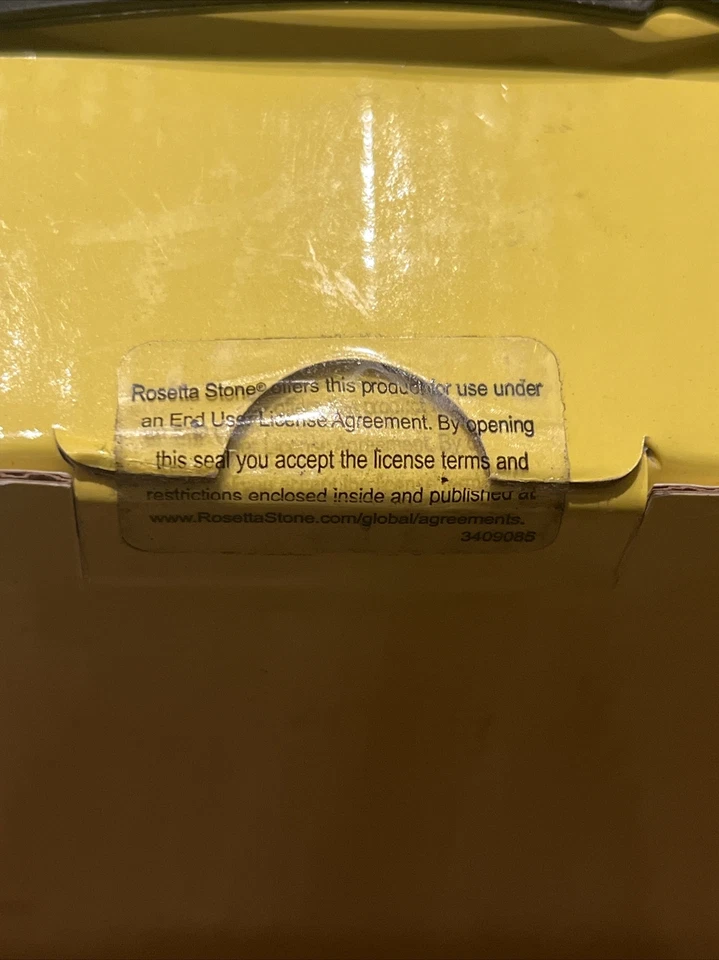 Rosetta Stone® offers this product for use under
an End User License Agreement. By opening
this seal you accept the license terms and
restrictions enclosed inside and published at
www.RosettaStone.com/global/agreements.
3409085